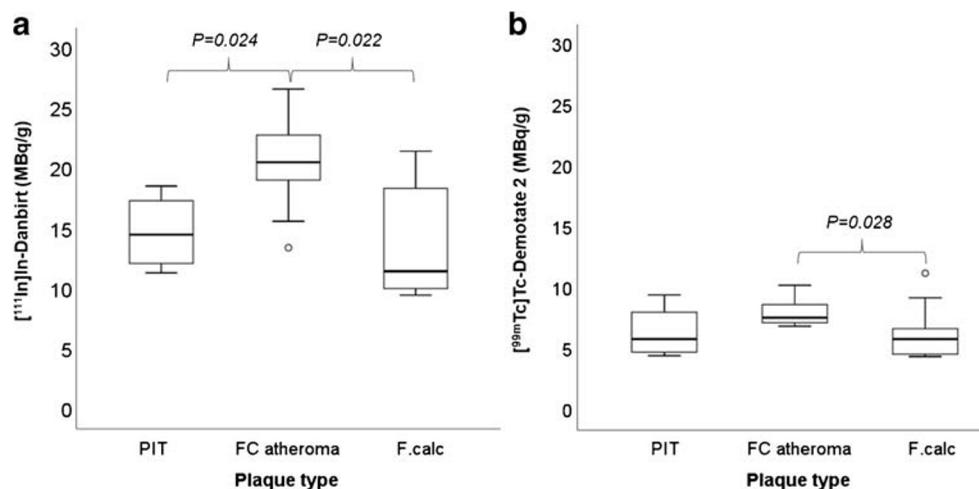 a
P=0.024
P=0.022
30
25
20
15
10
5
0
[¹¹¹In]In-Danbirt (MBq/g)
PIT
FC atheroma
F.calc
Plaque type
b
P=0.028
30
25
20
15
10
5
0
[⁹⁹ᵐTc]Tc-Demotate 2 (MBq/g)
PIT
FC atheroma
F.calc
Plaque type